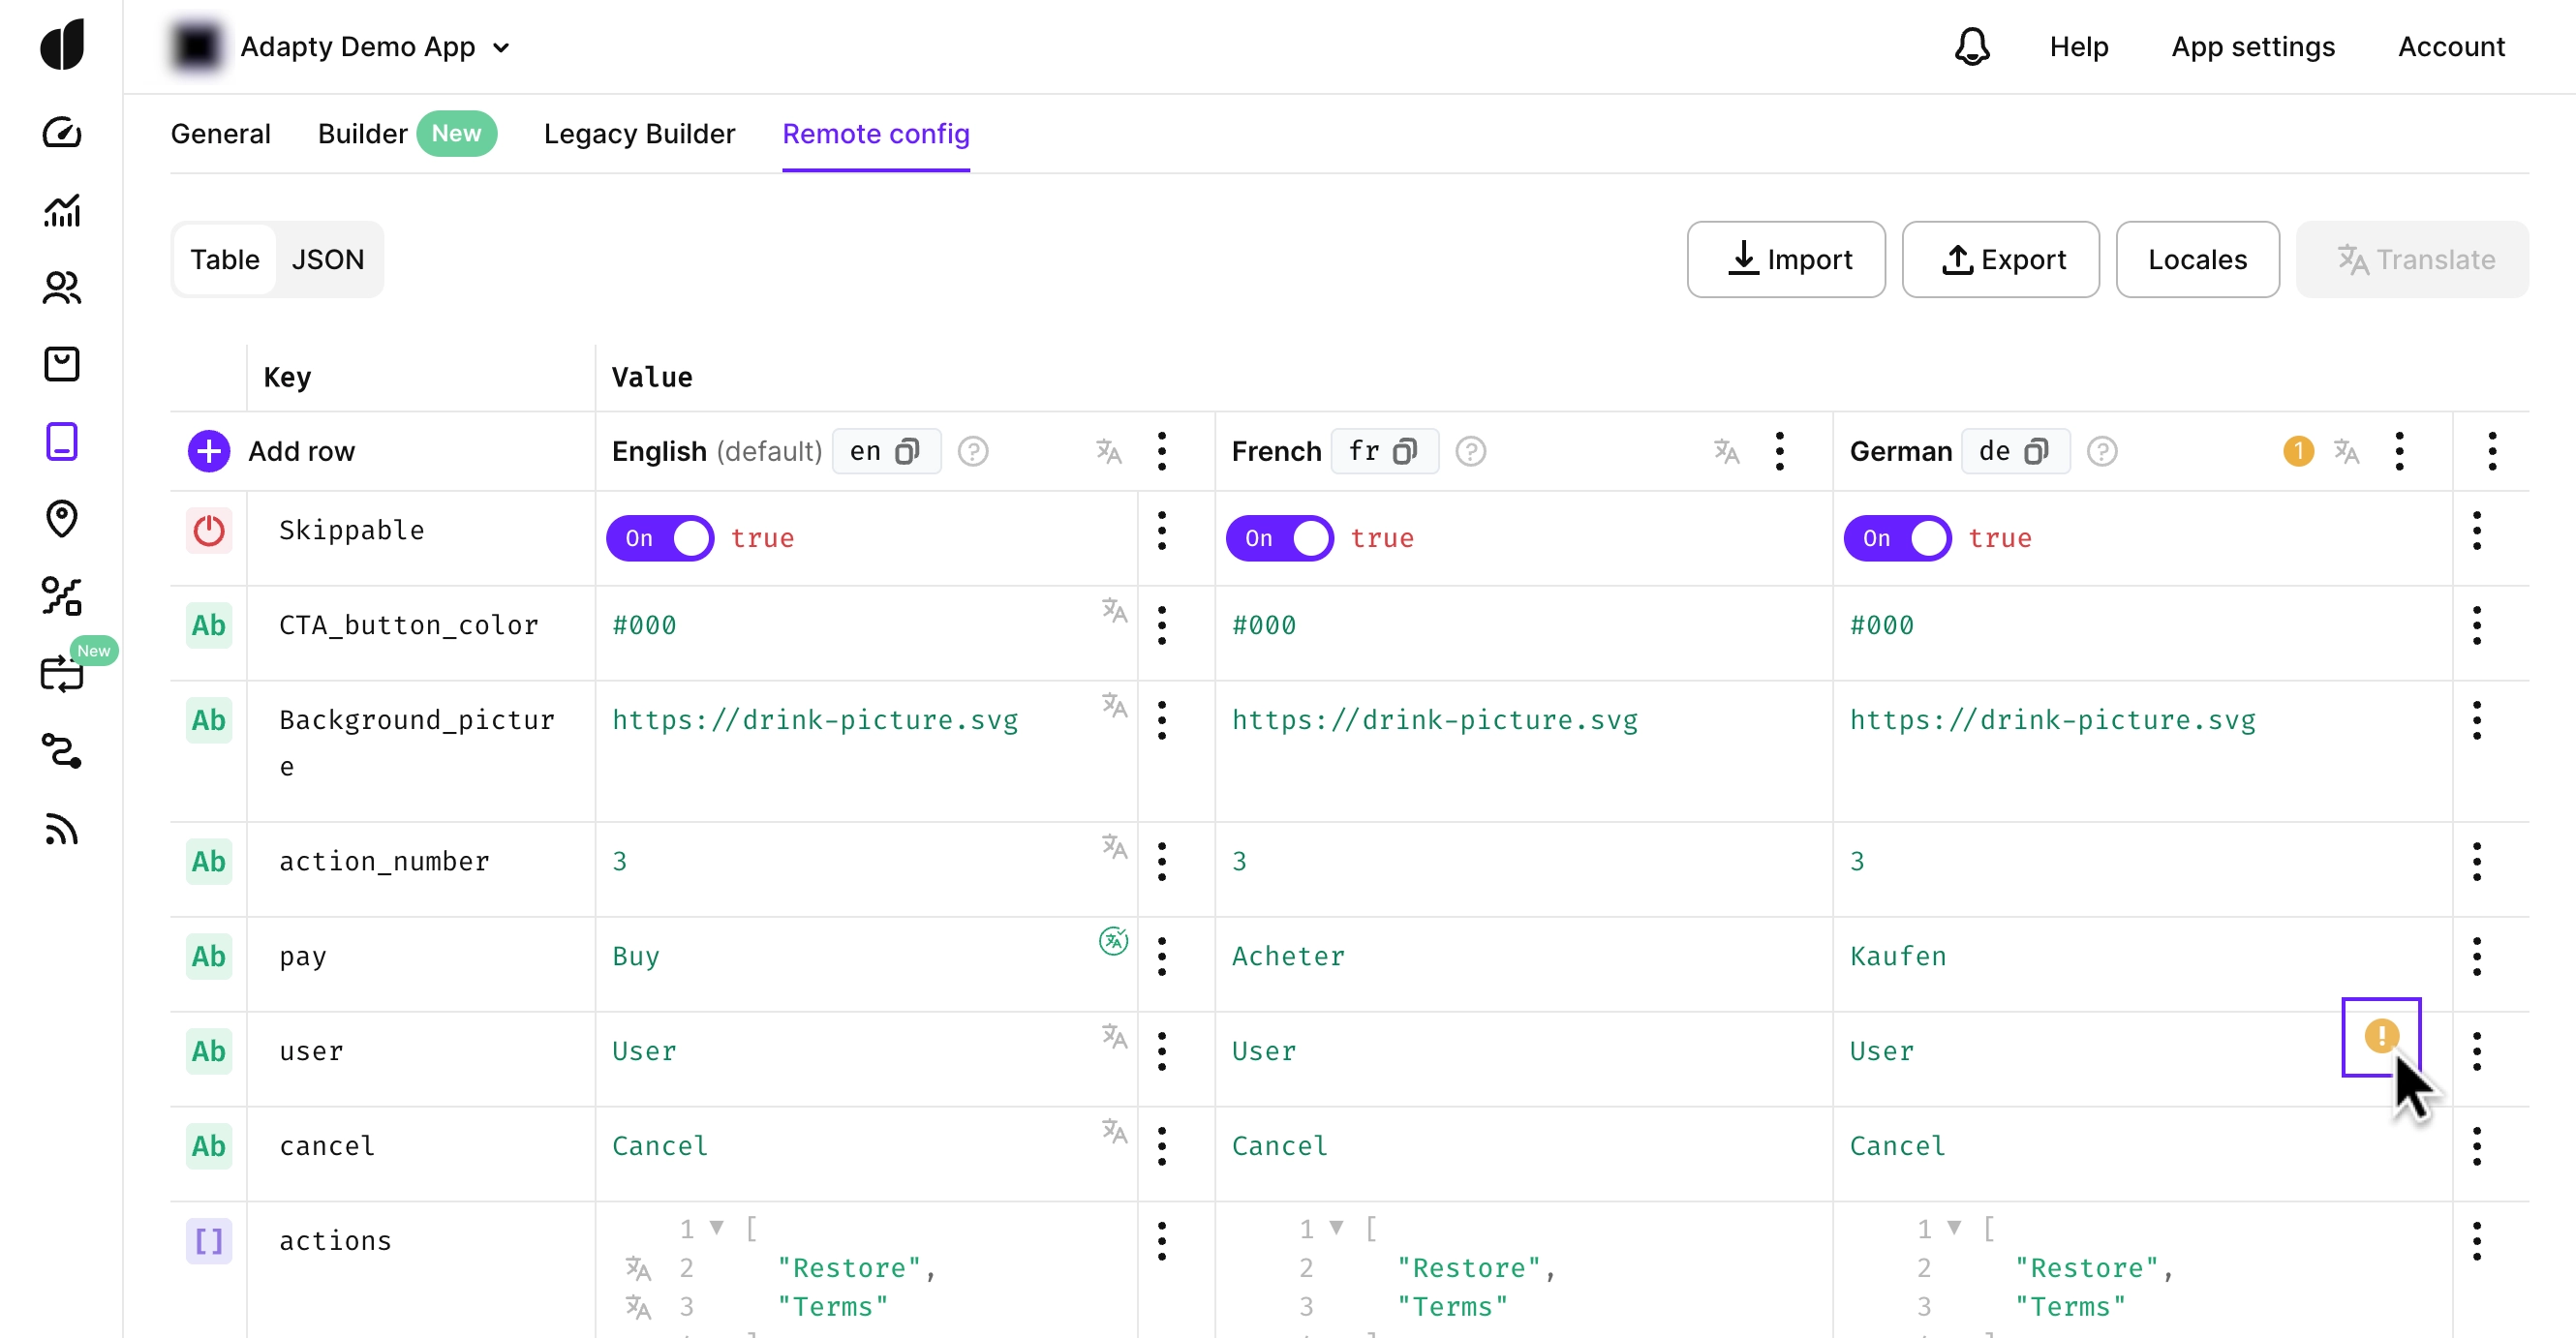 Adapty Demo App
Help App settings Account
General Builder New Legacy Builder Remote config
Table JSON Import Export Locales Translate
Key Value
Add row English (default) en ? French fr ? German de ? 1
Skippable On true On true On true
Ab CTA_button_color #000 #000 #000
New
Ab Background_pictur https://drink-picture.svg https://drink-picture.svg https://drink-picture.svg
e
Ab action_number 3 3 3
Ab pay Buy Acheter Kaufen
Ab user User User User !
Ab cancel Cancel Cancel Cancel
[] actions 1 ▼ [ 1 ▼ [ 1 ▼ [
2 "Restore", 2 "Restore", 2 "Restore",
3 "Terms" 3 "Terms" 3 "Terms"